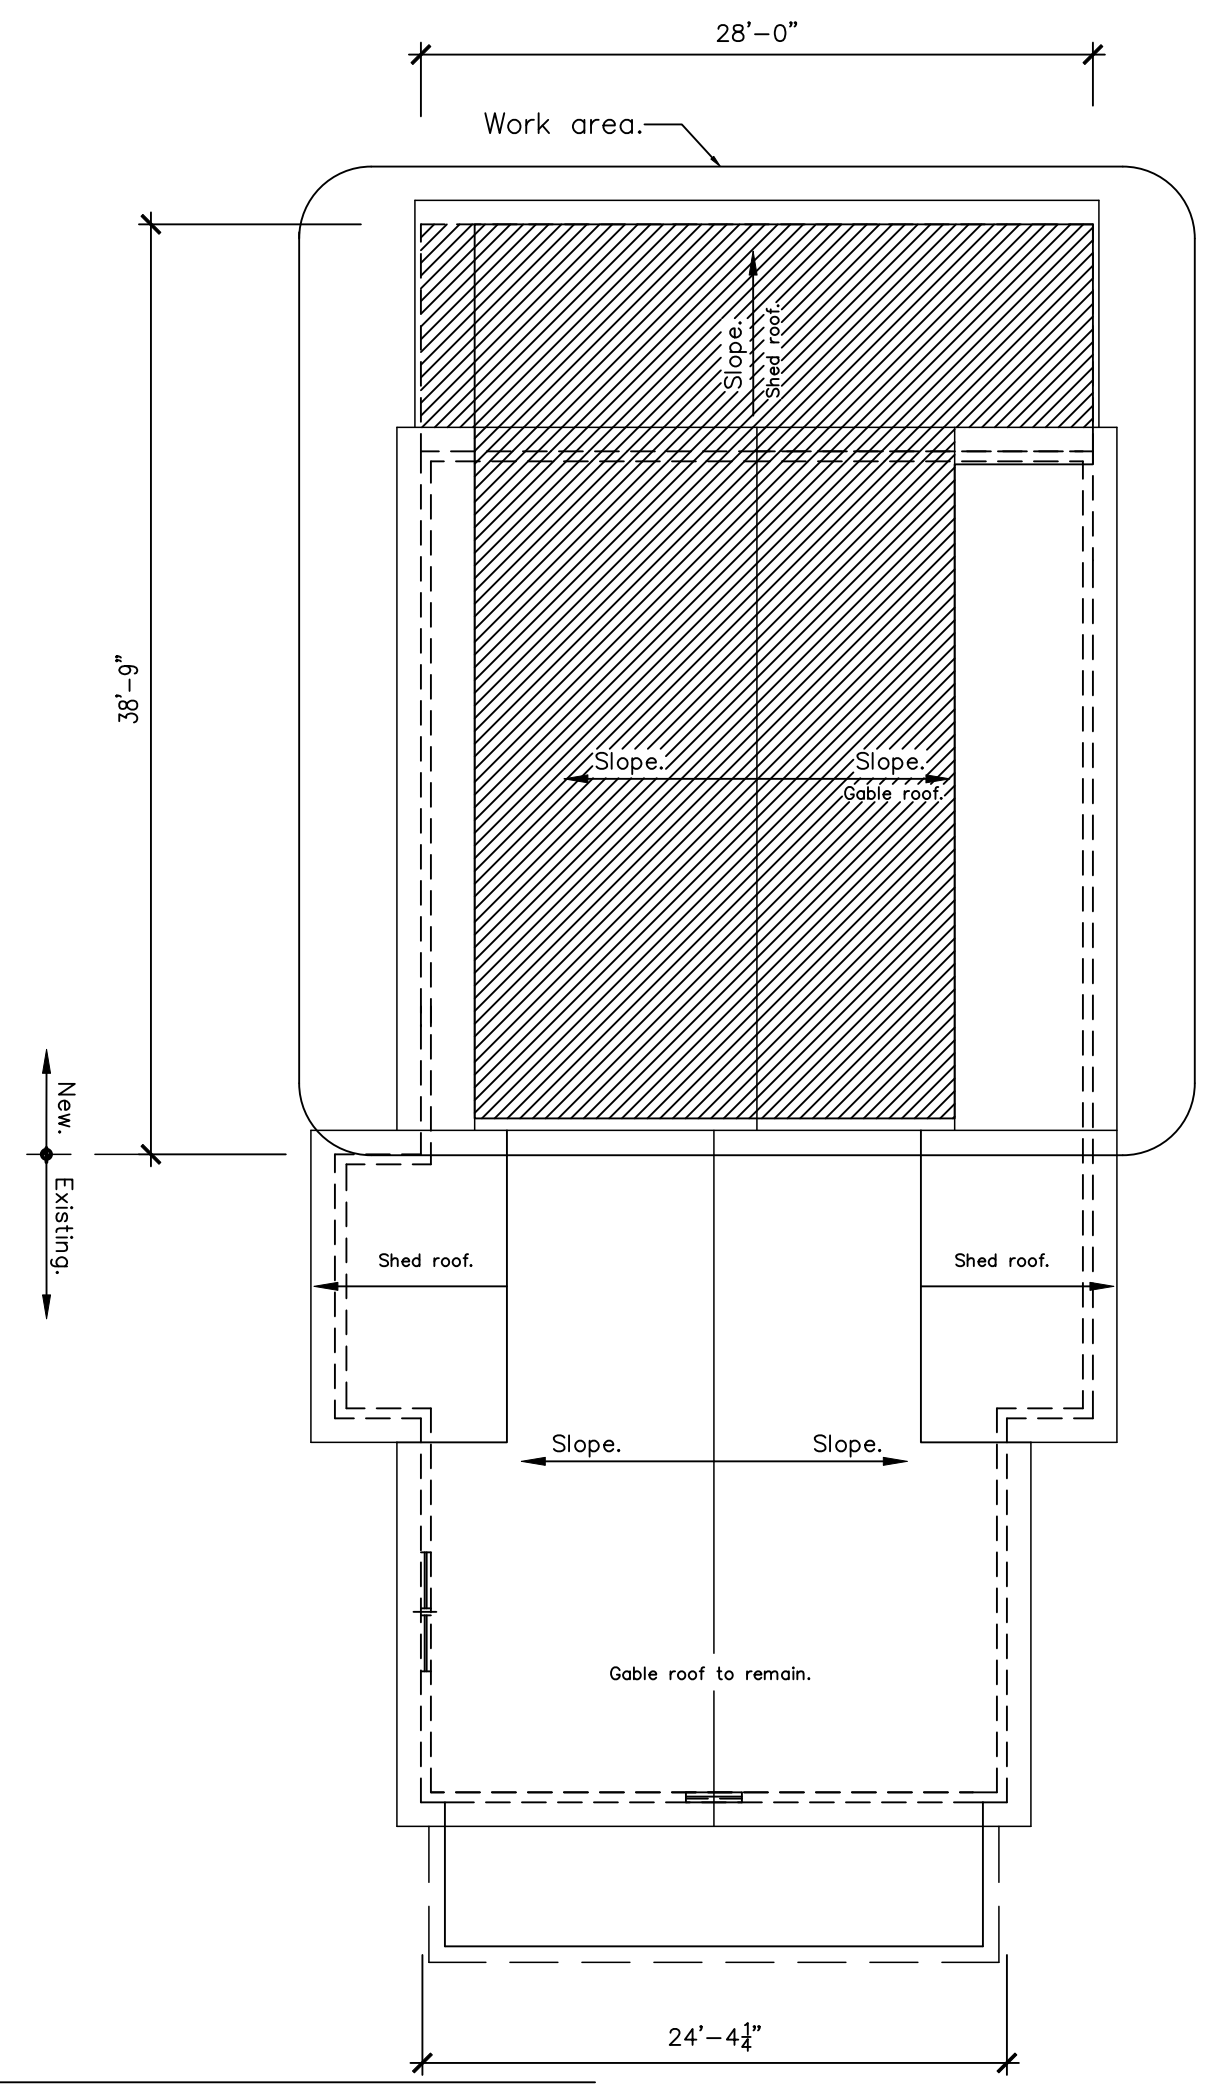 28'-0"
Work area.
Slope.
Shed roof.
38'-9"
Slope.
Slope.
Gable roof.
New.
Existing.
Shed roof.
Shed roof.
Slope.
Slope.
Gable roof to remain.
24'-4¼"